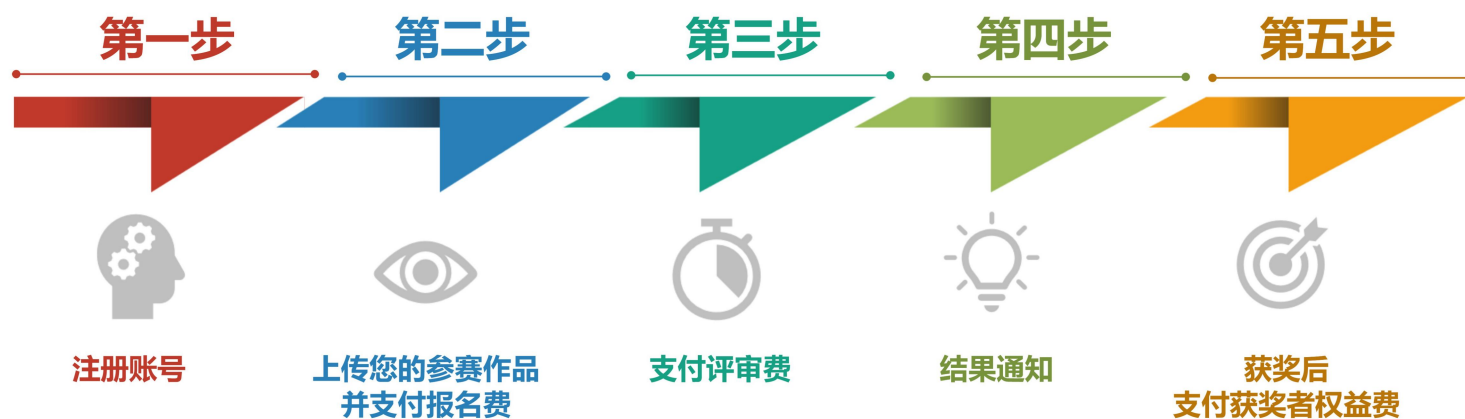 第一步
第二步
第三步
第四步
第五步
注册账号
上传您的参赛作品
并支付报名费
支付评审费
结果通知
获奖后
支付获奖者权益费